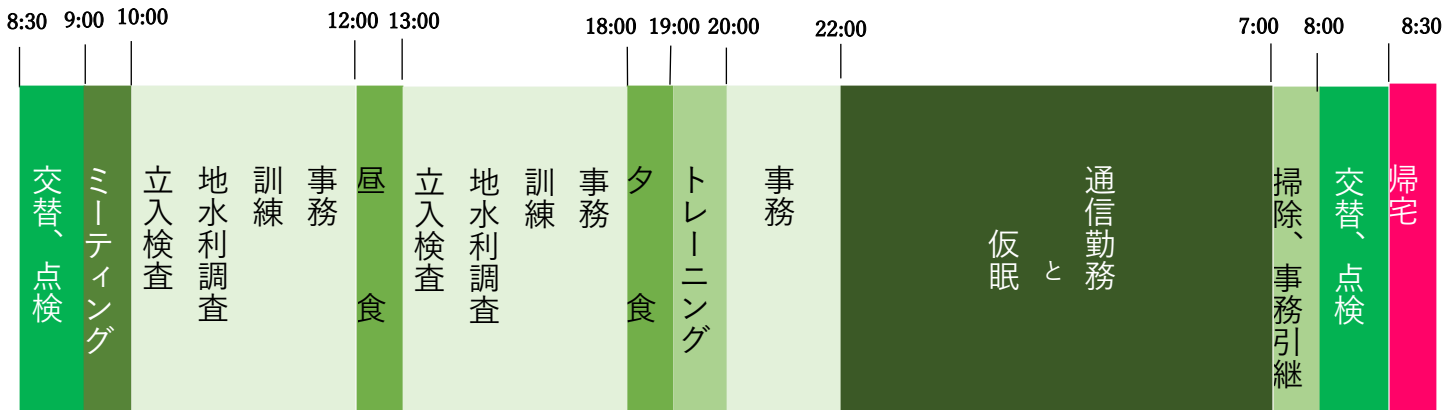 8:30
9:00
10:00
12:00
13:00
18:00
19:00
20:00
22:00
7:00
8:00
8:30
交替、点検
ミーティング
立入検査
地水利調査
訓練
事務
昼食
立入検査
地水利調査
訓練
事務
夕食
トレーニング
事務
通信勤務
と
仮眠
掃除、事務引継
交替、点検
帰宅